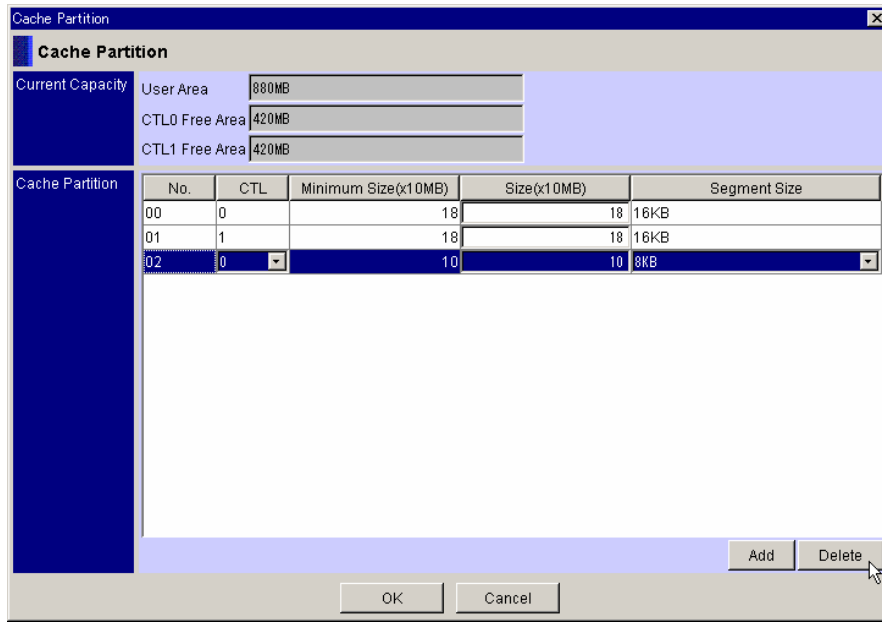 Cache Partition
Cache Partition
Current Capacity
User Area 880MB
CTL0 Free Area 420MB
CTL1 Free Area 420MB
Cache Partition
No. CTL Minimum Size(x10MB) Size(x10MB) Segment Size
00 0 18 18 16KB
01 1 18 18 16KB
02 0 10 10 8KB
Add Delete
OK Cancel